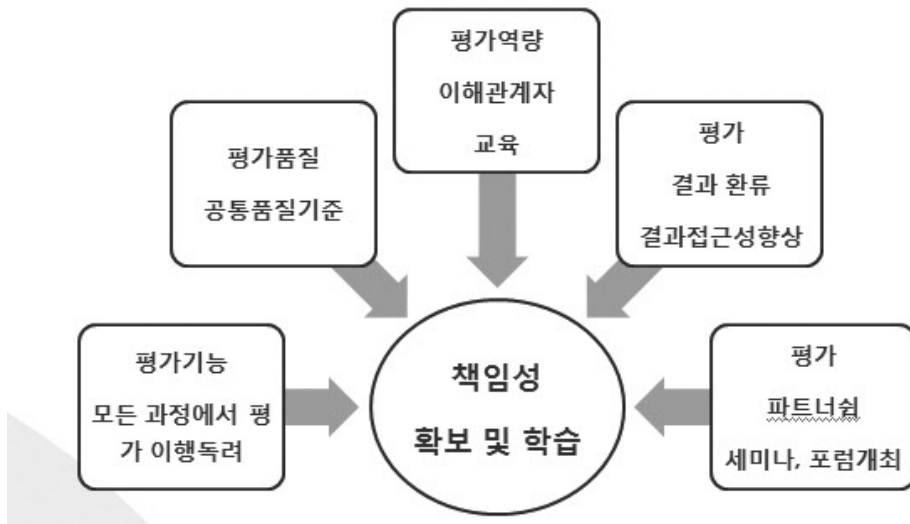 평가역량
이해관계자
교육
평가품질
공통품질기준
평가
결과 환류
결과접근성향상
평가기능
모든 과정에서 평
가 이행독려
책임성
확보 및 학습
평가
파트너쉽
세미나, 포럼개최